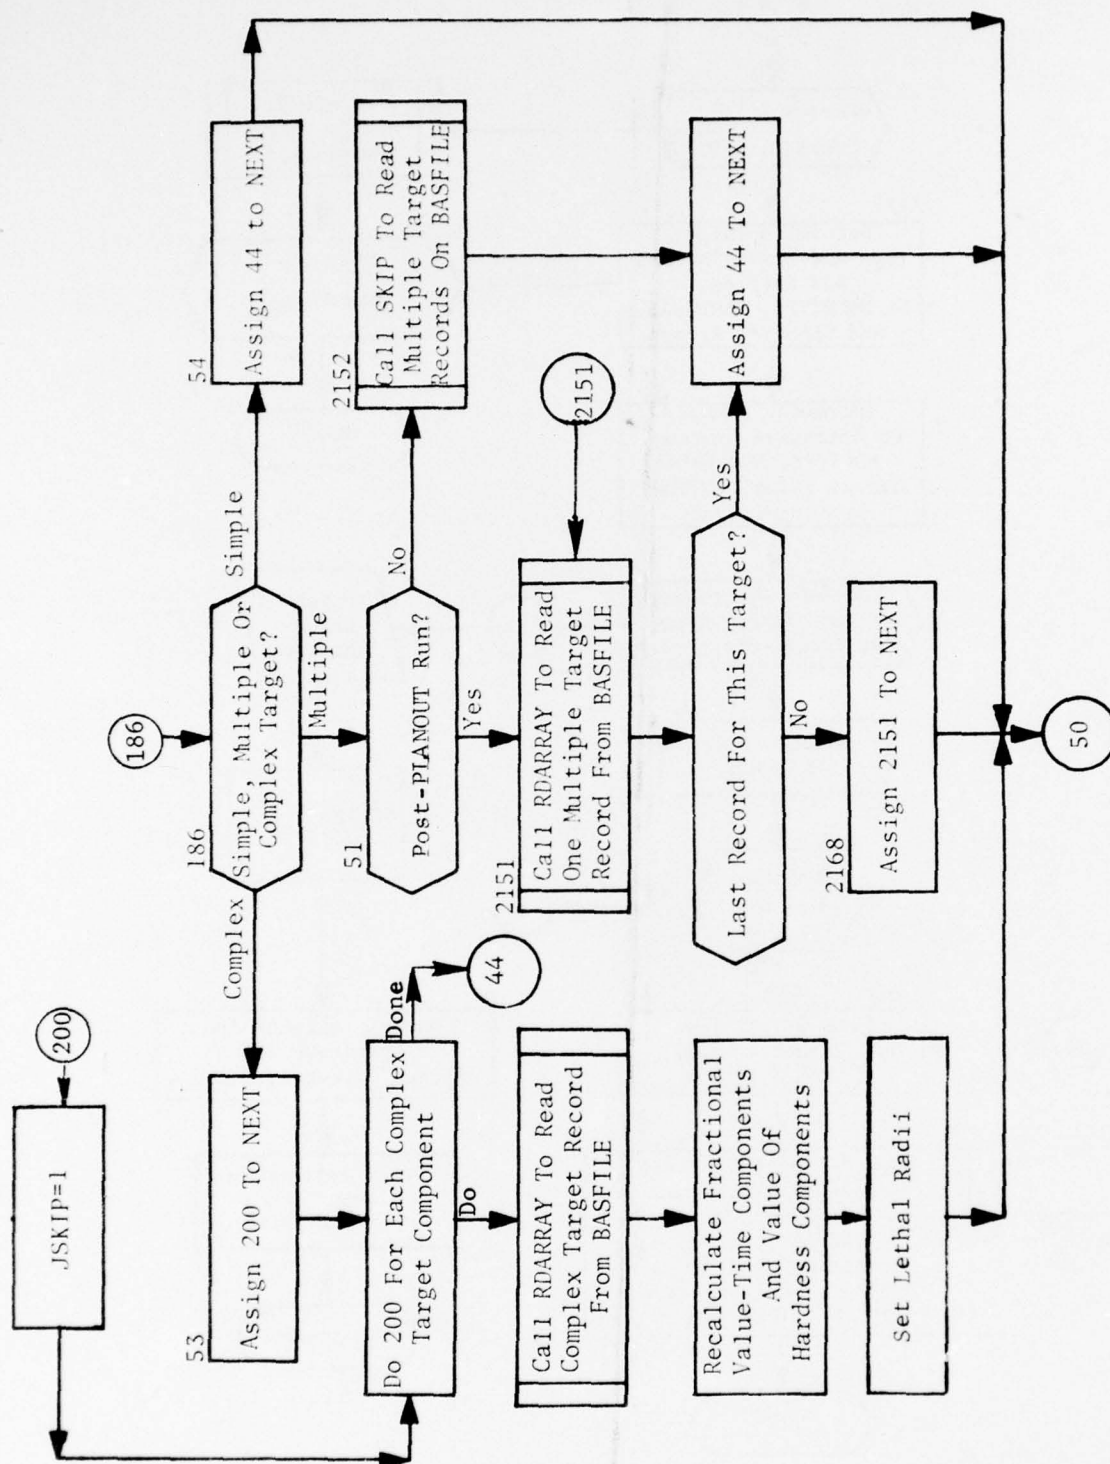 JSKIP=1
200
53
Assign 200 To NEXT
Do 200 For Each Complex
Target Component
Done
44
Do
Call RDARRAY To Read
Complex Target Record
From BASFILE
Recalculate Fractional
Value-Time Components
And Value Of
Hardness Components
Set Lethal Radii
186
186
Simple, Multiple Or
Complex Target?
Complex
Simple
Multiple
54
Assign 44 to NEXT
51
Post-PLANOUT Run?
No
Yes
2152
Call SKIP To Read
Multiple Target
Records On BASFILE
2151
2151
Call RDARRAY To Read
One Multiple Target
Record From BASFILE
Last Record For This Target?
Yes
No
Assign 44 To NEXT
2168
Assign 2151 To NEXT
50